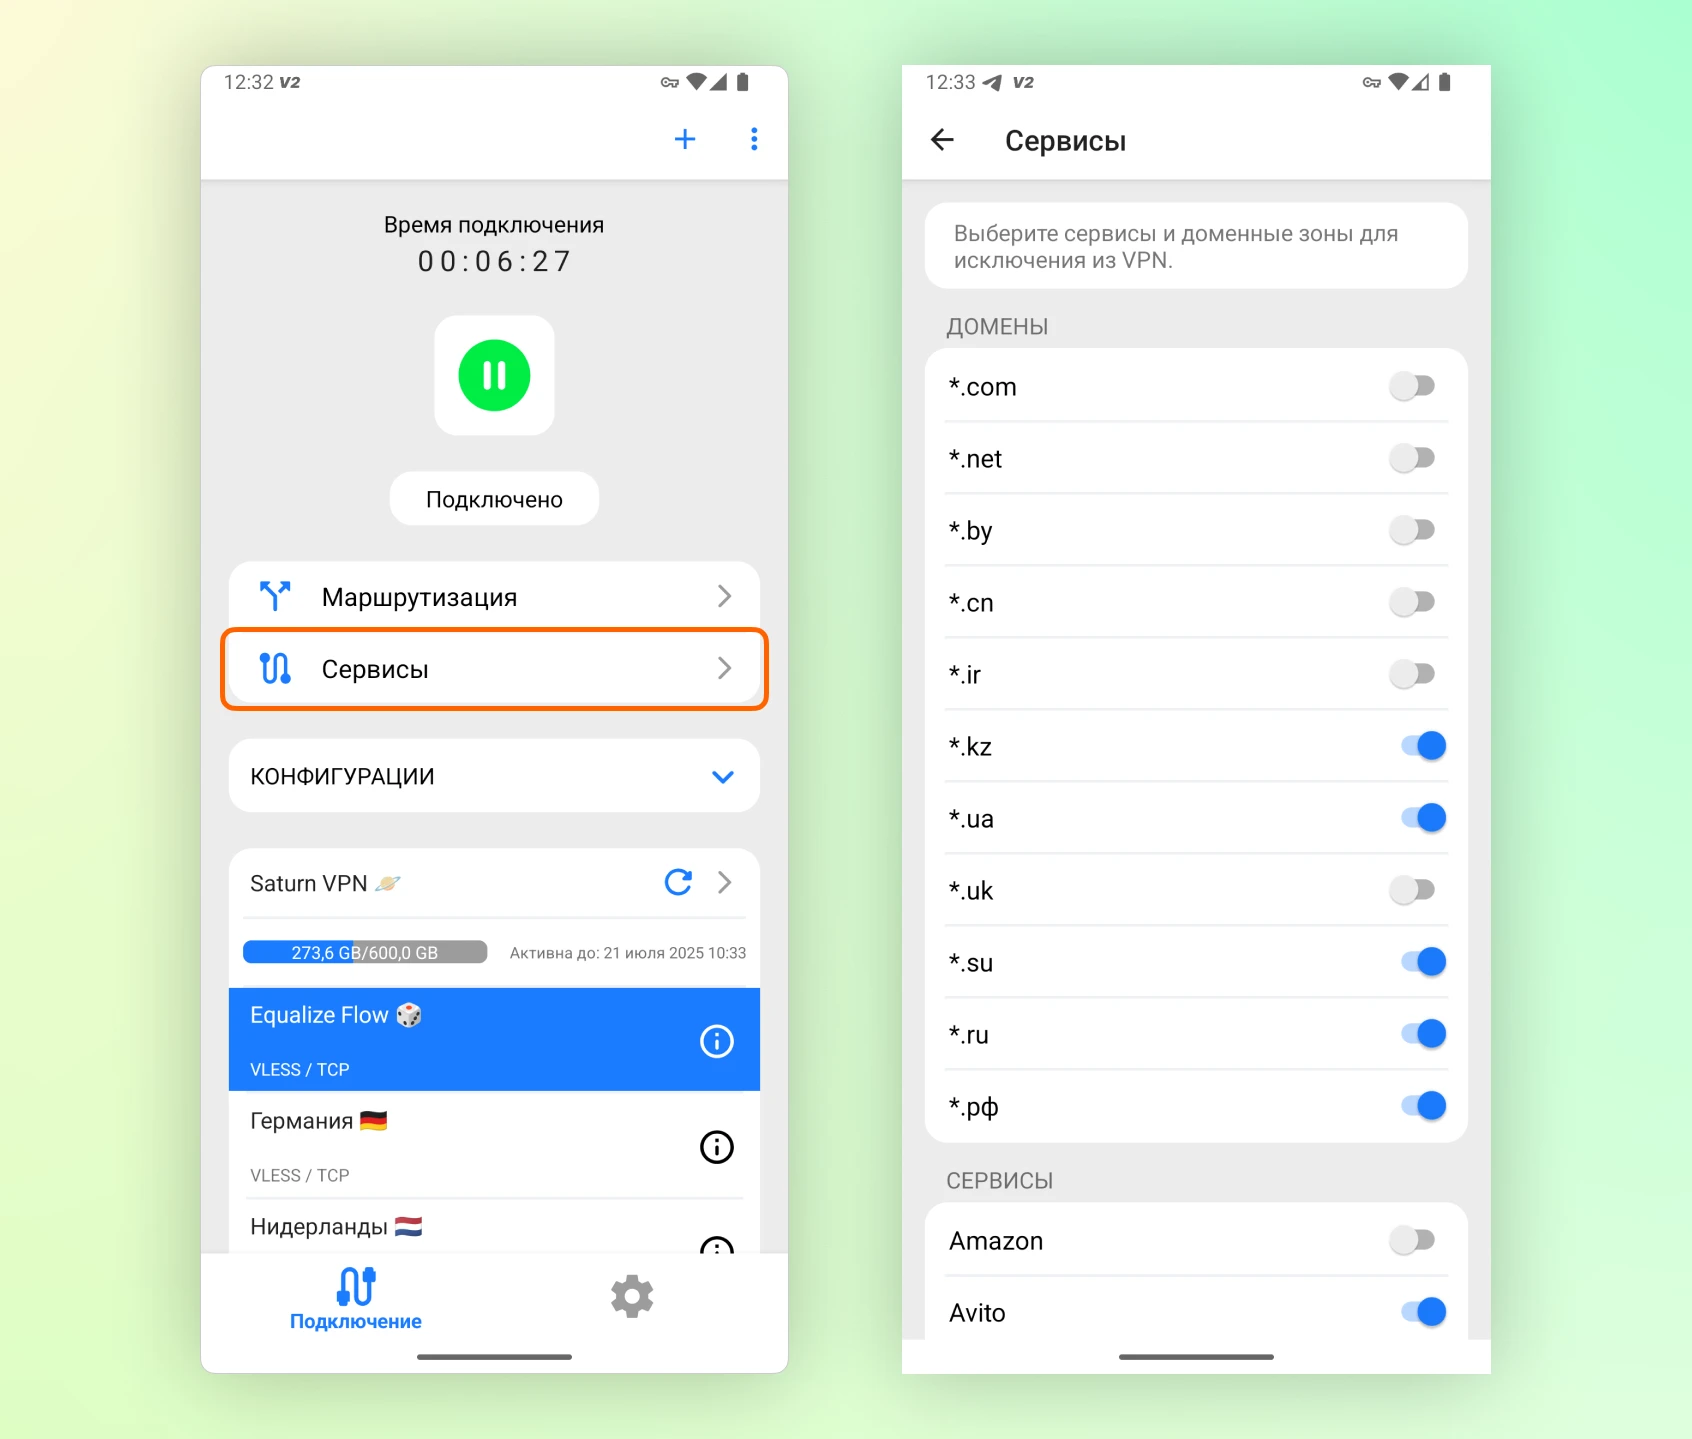 12:32 V2
Время подключения
00:06:27
Подключено
Маршрутизация
Сервисы
КОНФИГУРАЦИИ
Saturn VPN 🪐
273,6 GB/600,0 GB Активна до: 21 июля 2025 10:33
Equalize Flow 🎲
VLESS / TCP
Германия 🇩🇪
VLESS / TCP
Нидерланды 🇳🇱
Подключение
12:33 V2
Сервисы
Выберите сервисы и доменные зоны для
исключения из VPN.
ДОМЕНЫ
*.com
*.net
*.by
*.cn
*.ir
*.kz
*.ua
*.uk
*.su
*.ru
*.рф
СЕРВИСЫ
Amazon
Avito